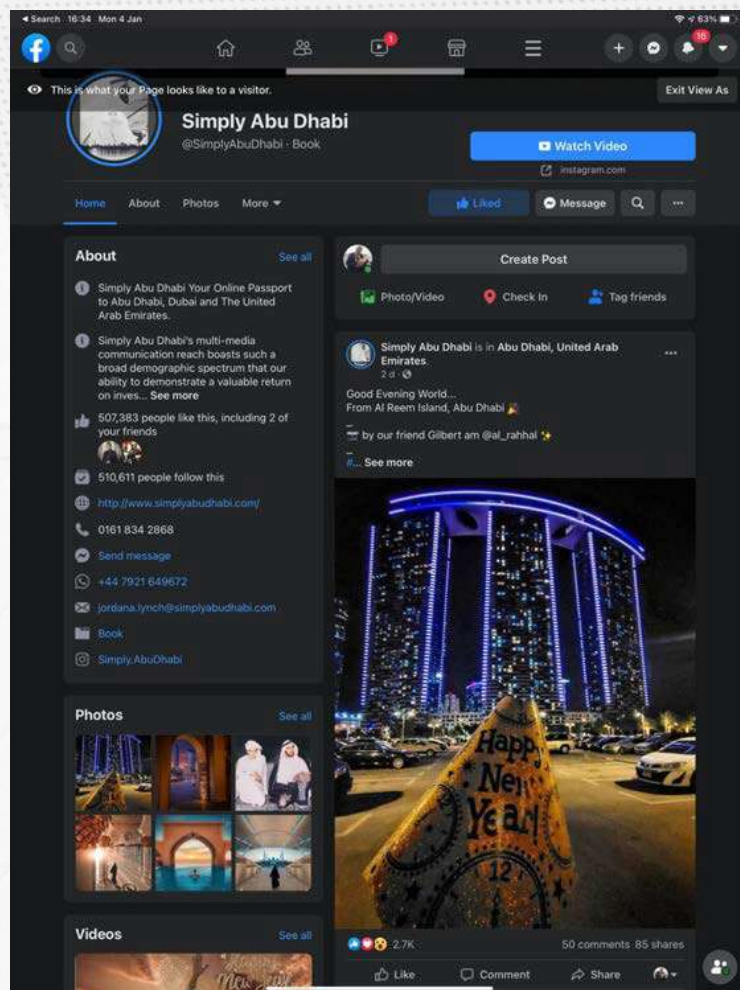 Search 16:34 Mon 4 Jan
63%
1
16
This is what your Page looks like to a visitor.
Exit View As
Simply Abu Dhabi
@SimplyAbuDhabi · Book
Watch Video
instagram.com
Home About Photos More
Liked Message
About See all
Simply Abu Dhabi Your Online Passport
to Abu Dhabi, Dubai and The United
Arab Emirates.
Simply Abu Dhabi's multi-media
communication reach boasts such a
broad demographic spectrum that our
ability to demonstrate a valuable return
on inves... See more
507,383 people like this, including 2 of
your friends
510,611 people follow this
http://www.simplyabudhabi.com/
0161 834 2868
Send message
+44 7921 649672
jordana.lynch@simplyabudhabi.com
Book
Simply.AbuDhabi
Photos See all
Videos See all
Create Post
Photo/Video Check In Tag friends
Simply Abu Dhabi is in Abu Dhabi, United Arab
Emirates.
2 d
Good Evening World...
From Al Reem Island, Abu Dhabi 🎉
_
📷 by our friend Gilbert am @al_rahhal ✨
_
#... See more
Happy
New
Year!
12
2.7K 50 comments 85 shares
Like Comment Share